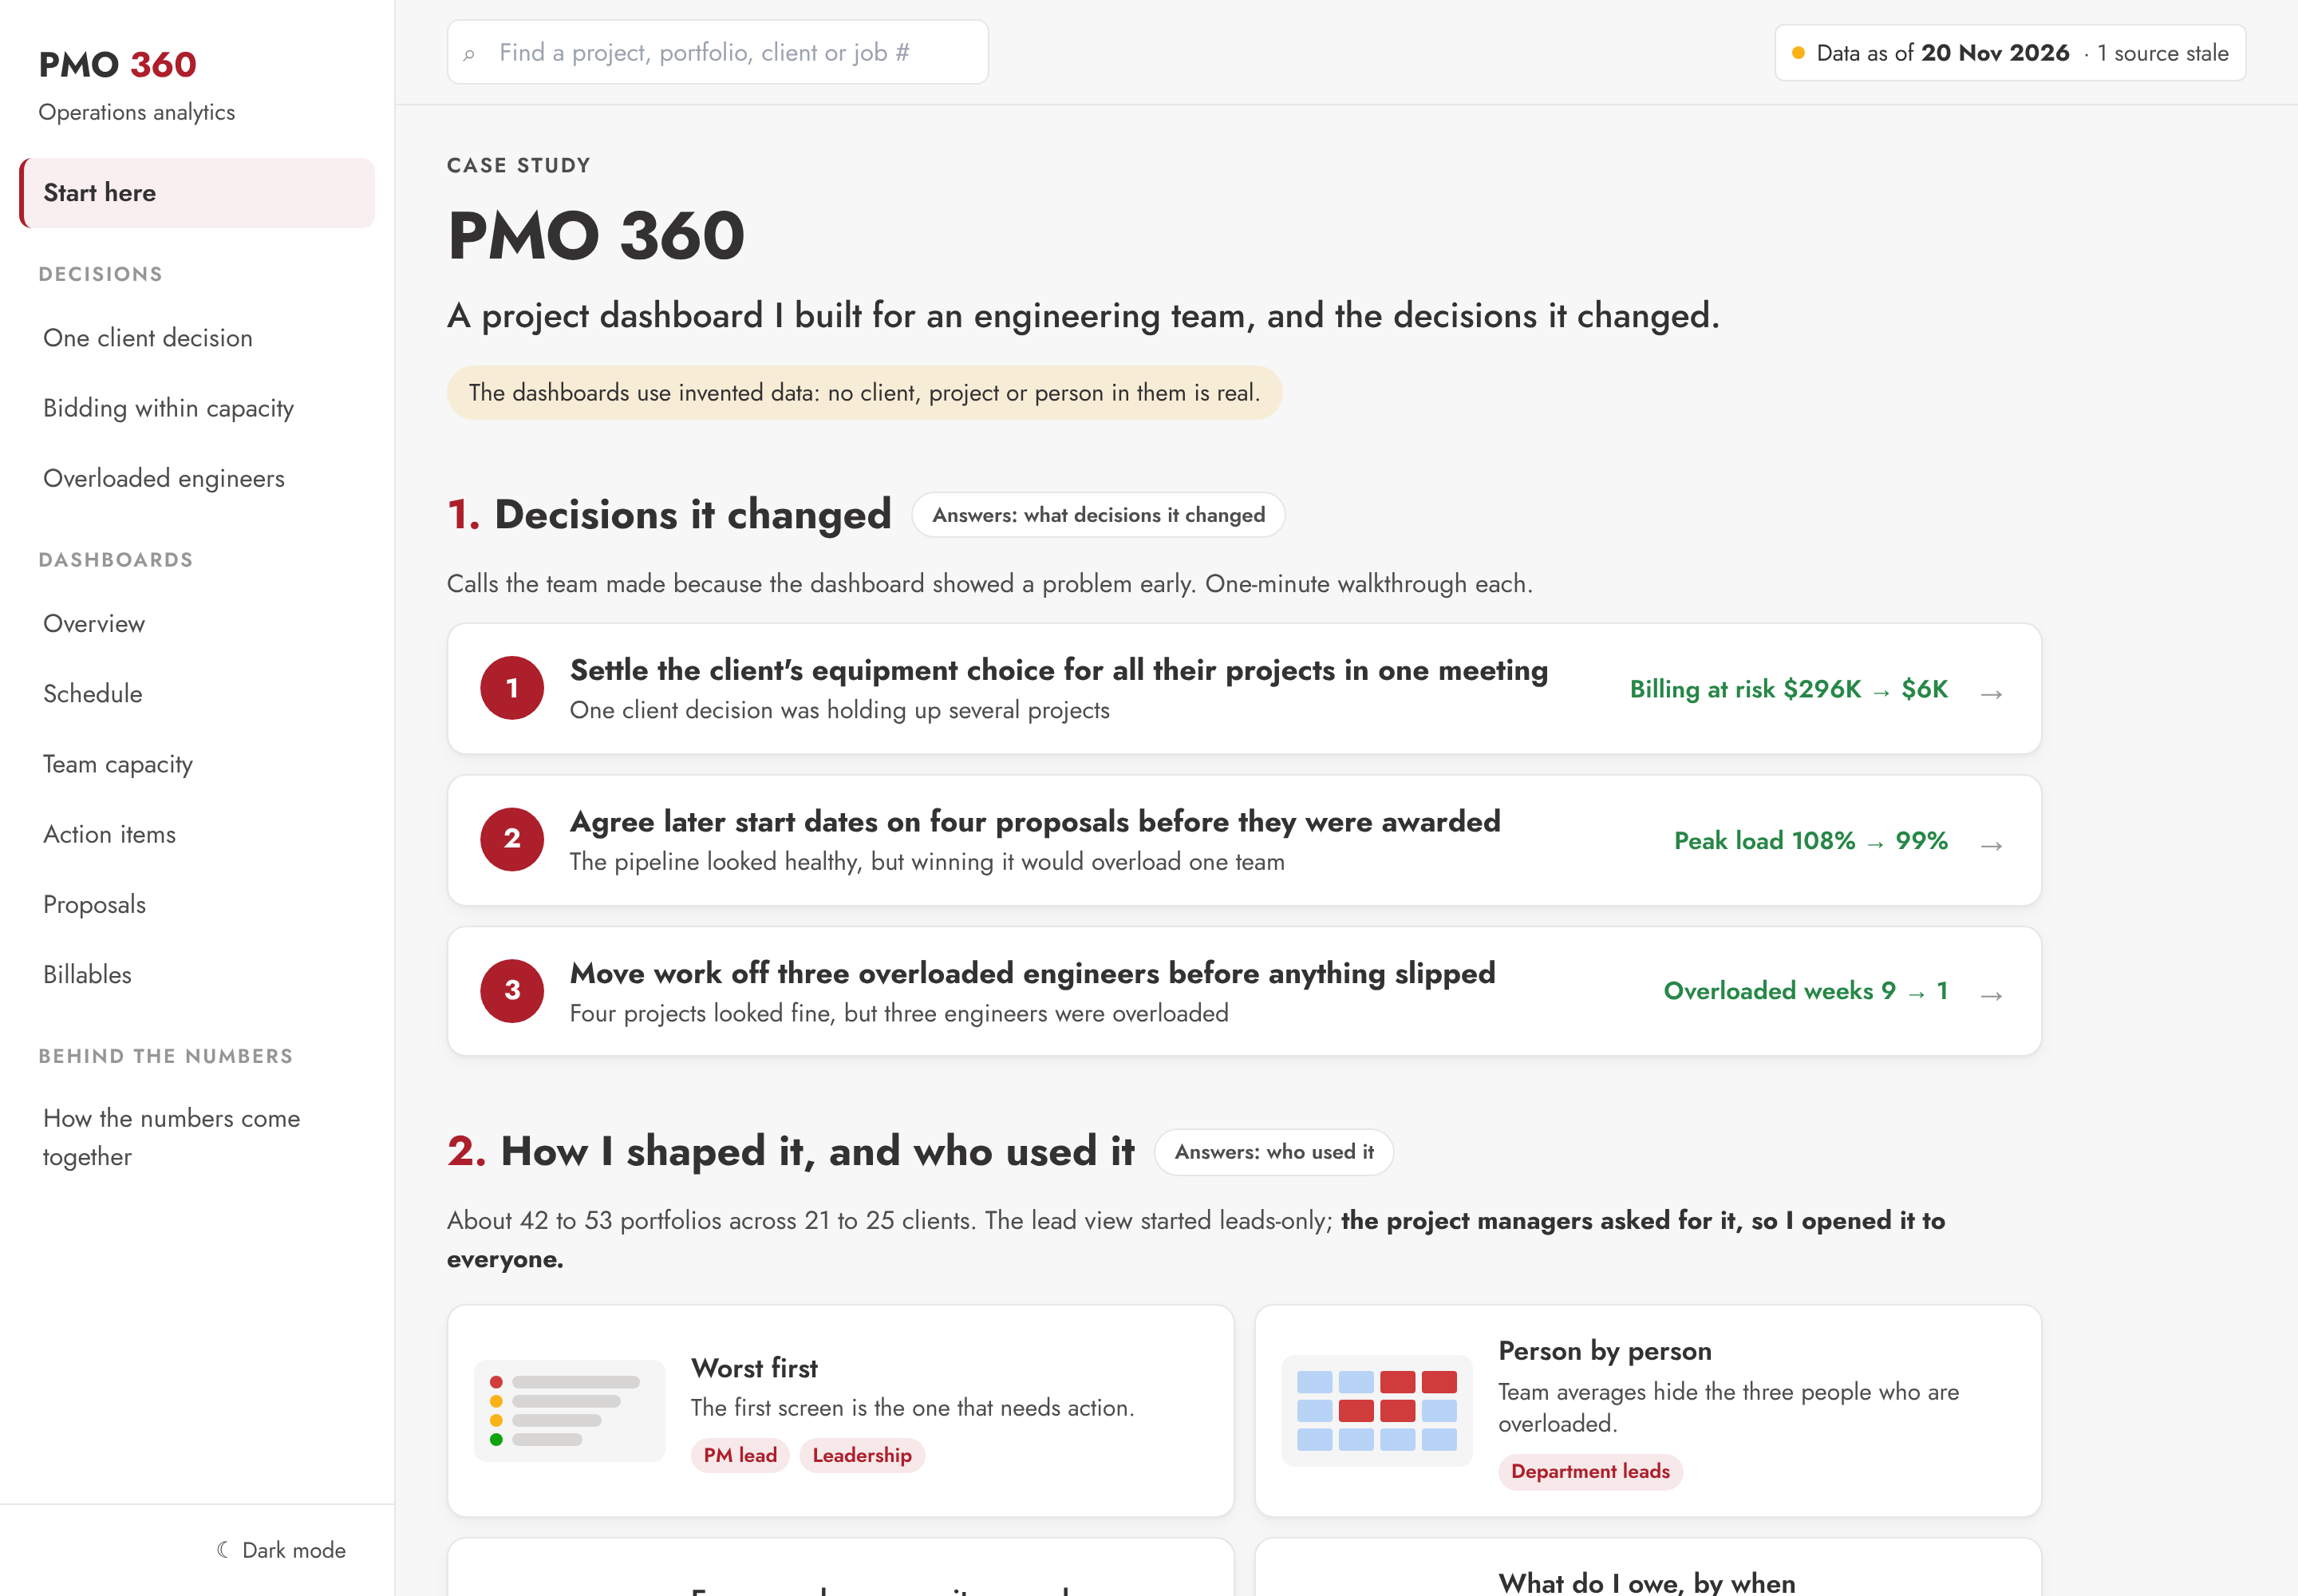 PMO 360
Operations analytics
Start here
DECISIONS
One client decision
Bidding within capacity
Overloaded engineers
DASHBOARDS
Overview
Schedule
Team capacity
Action items
Proposals
Billables
BEHIND THE NUMBERS
How the numbers come
together
☾ Dark mode
Find a project, portfolio, client or job #
Data as of 20 Nov 2026 · 1 source stale
CASE STUDY
PMO 360
A project dashboard I built for an engineering team, and the decisions it changed.
The dashboards use invented data: no client, project or person in them is real.
1. Decisions it changed
Answers: what decisions it changed
Calls the team made because the dashboard showed a problem early. One-minute walkthrough each.
1
Settle the client's equipment choice for all their projects in one meeting
One client decision was holding up several projects
Billing at risk $296K → $6K →
2
Agree later start dates on four proposals before they were awarded
The pipeline looked healthy, but winning it would overload one team
Peak load 108% → 99% →
3
Move work off three overloaded engineers before anything slipped
Four projects looked fine, but three engineers were overloaded
Overloaded weeks 9 → 1 →
2. How I shaped it, and who used it
Answers: who used it
About 42 to 53 portfolios across 21 to 25 clients. The lead view started leads-only; the project managers asked for it, so I opened it to
everyone.
Worst first
The first screen is the one that needs action.
PM lead
Leadership
Person by person
Team averages hide the three people who are
overloaded.
Department leads
What do I owe, by when